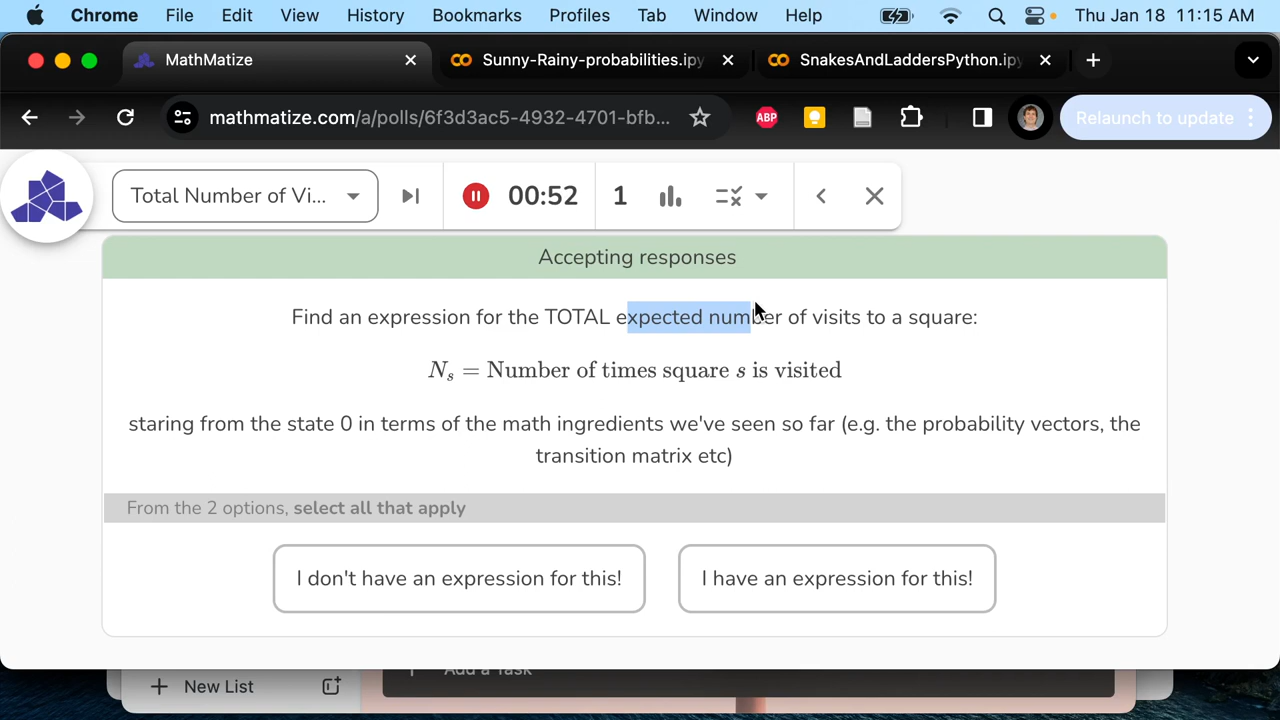 Chrome File Edit View History Bookmarks Profiles Tab Window Help Thu Jan 18 11:15 AM
MathMatize Sunny-Rainy-probabilities.ipy SnakesAndLaddersPython.ipy
mathmatize.com/a/polls/6f3d3ac5-4932-4701-bfb... ABP Relaunch to update
Total Number of Vi... 00:52 1
Accepting responses
Find an expression for the TOTAL expected number of visits to a square:
N_s = Number of times square s is visited
staring from the state 0 in terms of the math ingredients we've seen so far (e.g. the probability vectors, the
transition matrix etc)
From the 2 options, select all that apply
I don't have an expression for this! I have an expression for this!
Add a Task
New List